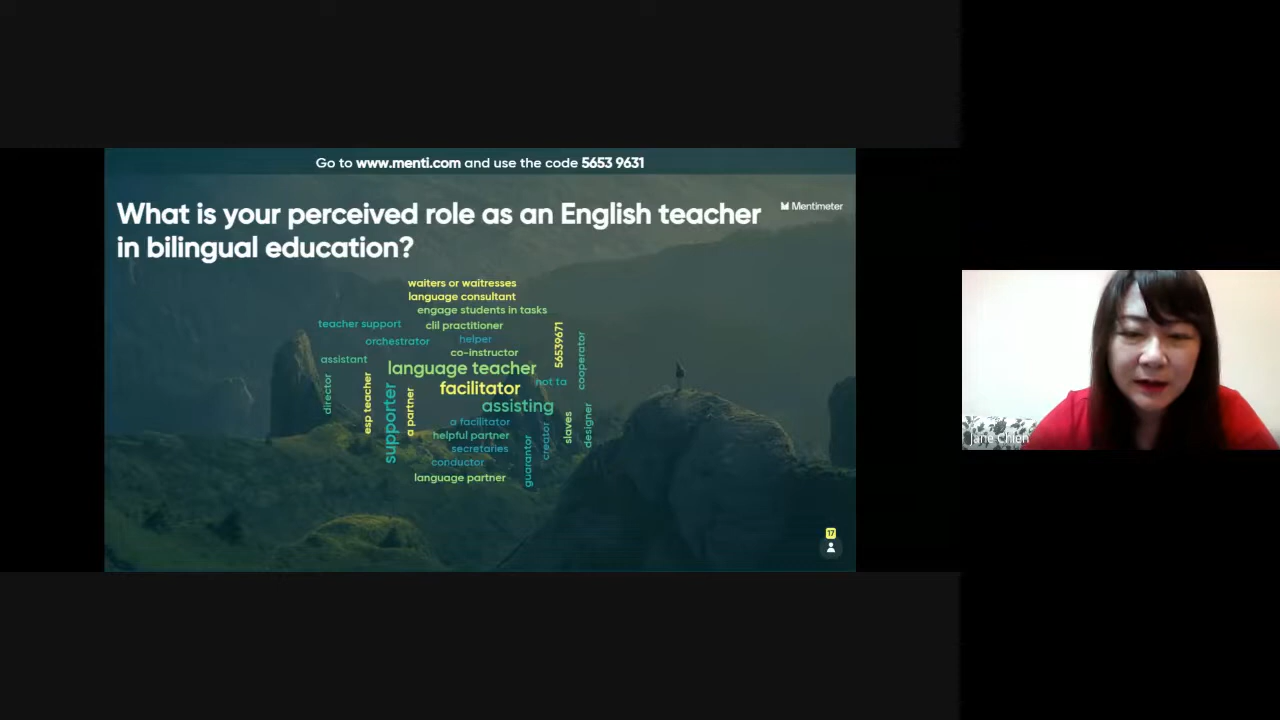 Go to www.menti.com and use the code 5653 9631
What is your perceived role as an English teacher
in bilingual education?
Mentimeter
waiters or waitresses
language consultant
engage students in tasks
teacher support
clil practitioner
orchestrator
helper
co-instructor
assistant
language teacher
facilitator
not ta
assisting
a facilitator
helpful partner
secretaries
conductor
language partner
director
esp teacher
supporter
a partner
guarantor
creator
56539671
slaves
cooperator
designer
17
Jane Chien